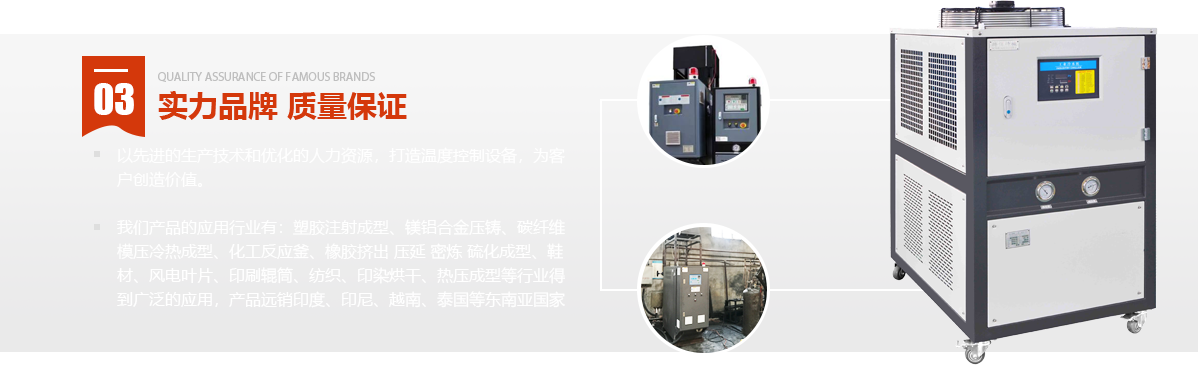 03
QUALITY ASSURANCE OF FAMOUS BRANDS
实力品牌 质量保证
以先进的生产技术和优化的人力资源，打造温度控制设备，为客
户创造价值。
我们产品的应用行业有：塑胶注射成型、镁铝合金压铸、碳纤维
模压冷热成型、化工反应釜、橡胶挤出 压延 密炼 硫化成型、鞋
材、风电叶片、印刷辊筒、纺织、印染烘干、热压成型等行业得
到广泛的应用，产品远销印度、印尼、越南、泰国等东南亚国家